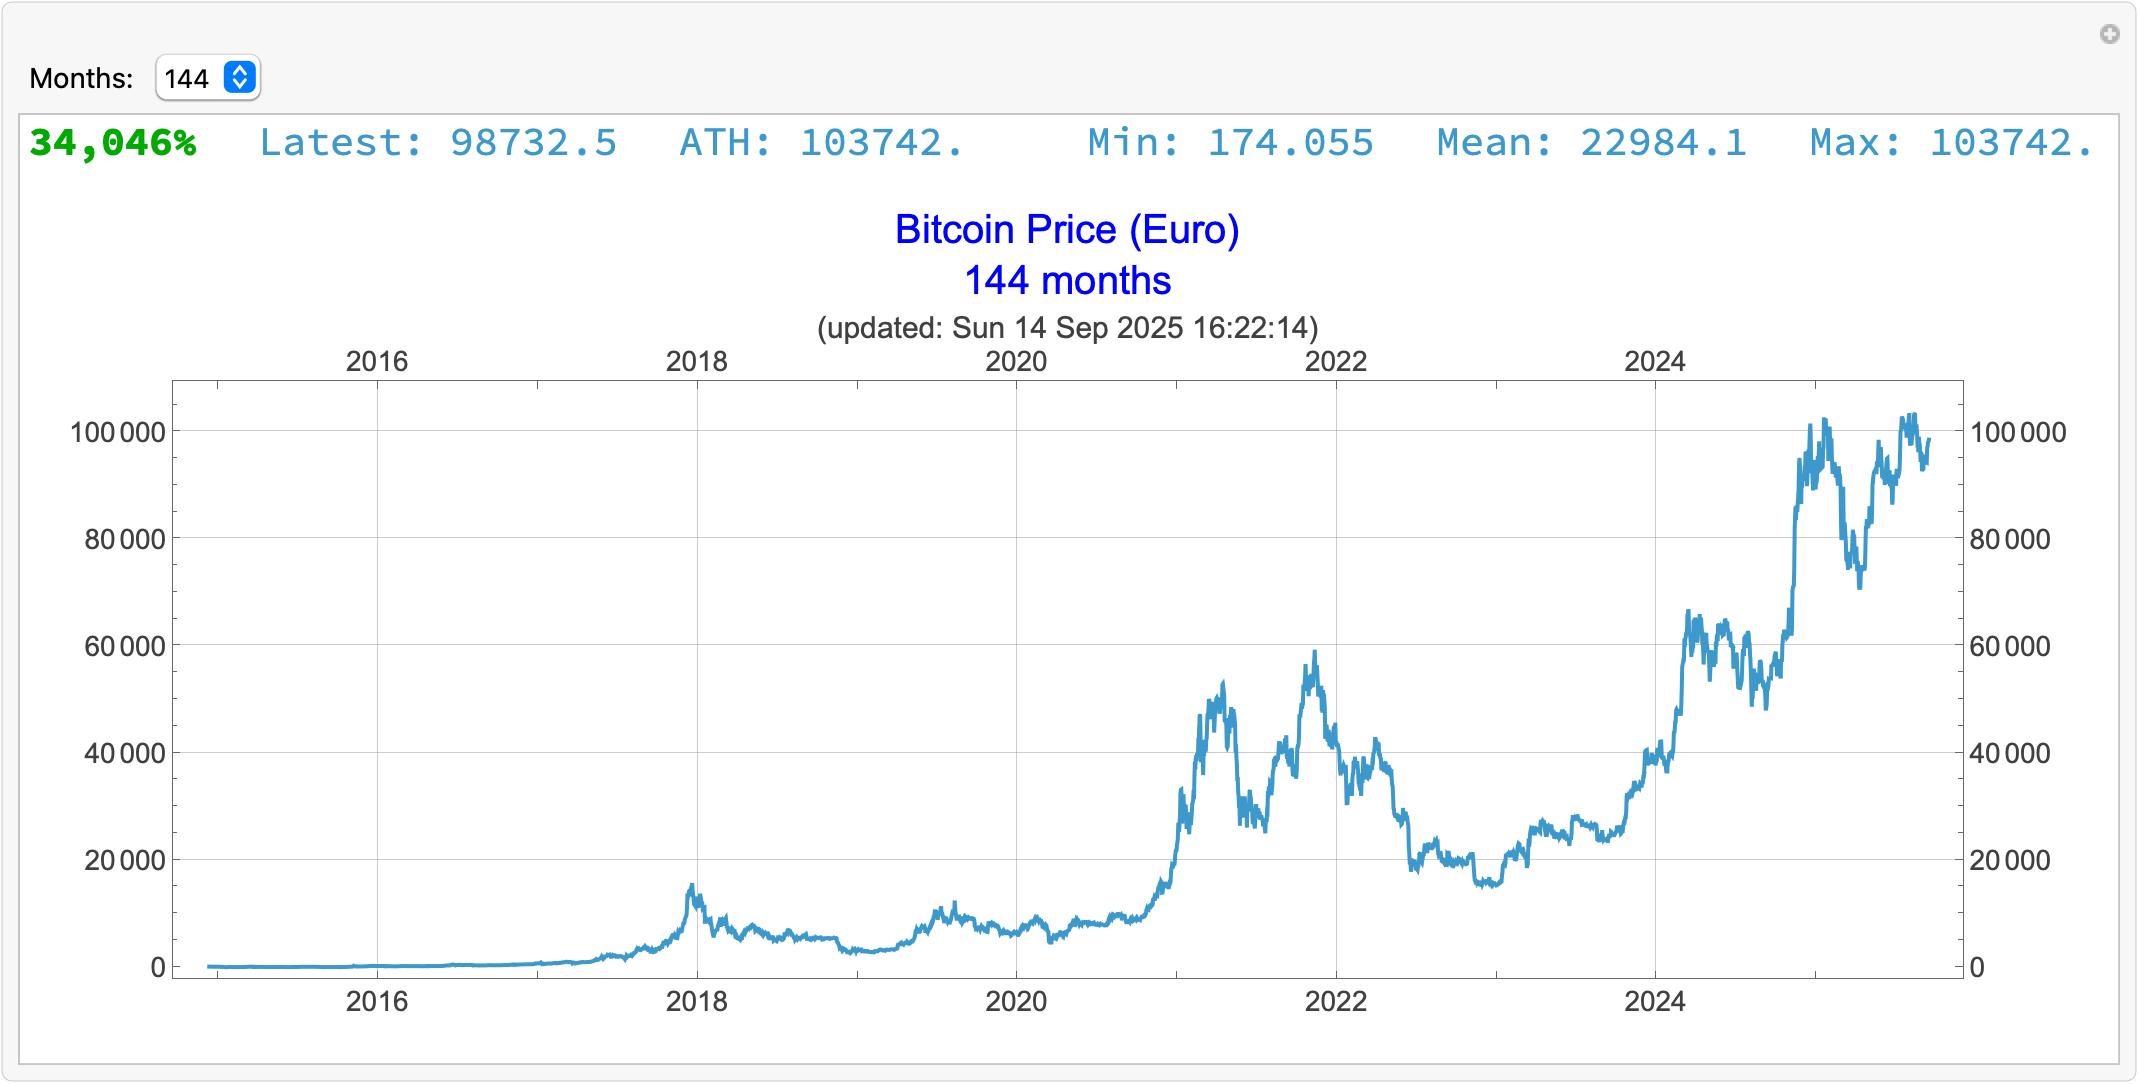 Months: 144
34,046% Latest: 98732.5 ATH: 103742. Min: 174.055 Mean: 22984.1 Max: 103742.
Bitcoin Price (Euro)
144 months
(updated: Sun 14 Sep 2025 16:22:14)
2016 2018 2020 2022 2024
100 000 100 000
80 000 80 000
60 000 60 000
40 000 40 000
20 000 20 000
0 0
2016 2018 2020 2022 2024